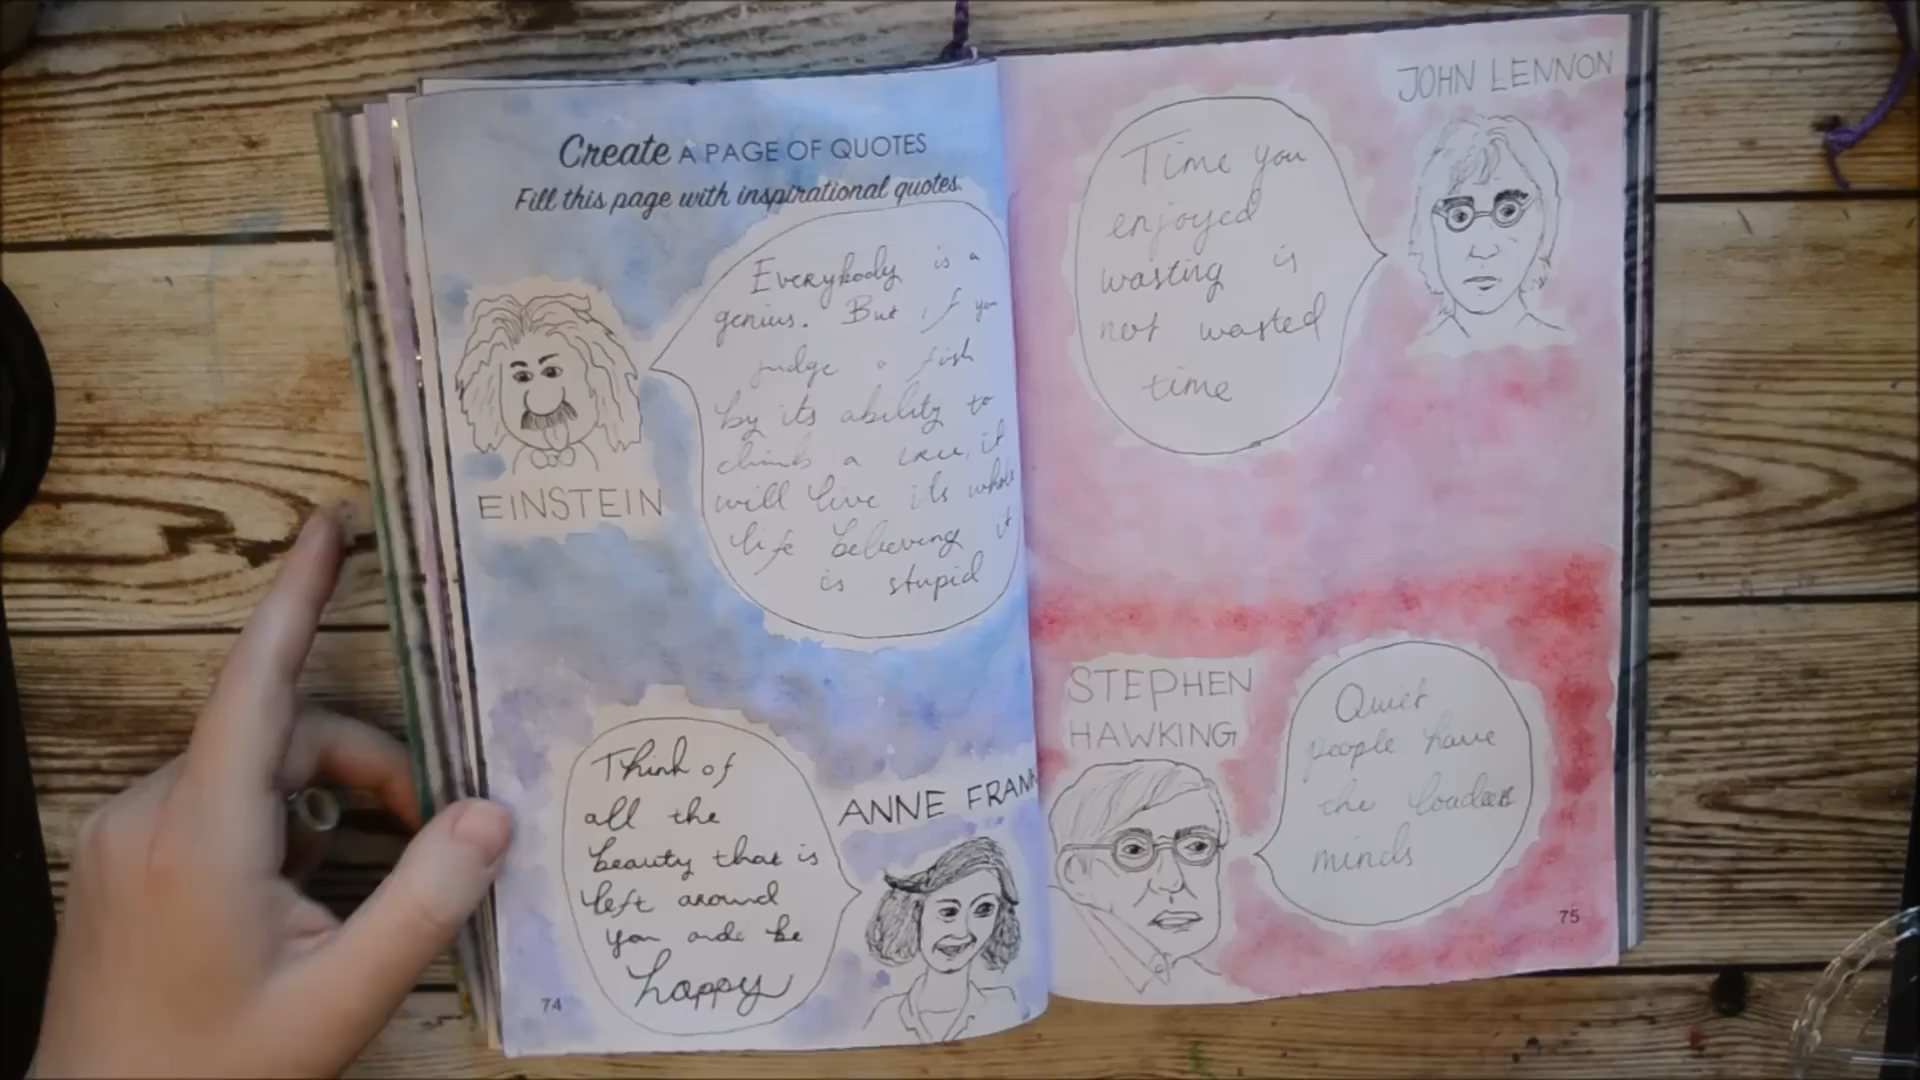 Create A PAGE OF QUOTES
Fill this page with inspirational quotes.
Everybody is a
genius. But if you
judge a fish
by its ability to
climb a tree, it
will live its whole
life believing it
is stupid
EINSTEIN
Think of
all the
beauty that is
left around
you and be
happy
ANNE FRANK
74
JOHN LENNON
Time you
enjoyed
wasting is
not wasted
time
STEPHEN
HAWKING
Quiet
people have
the loudest
minds
75